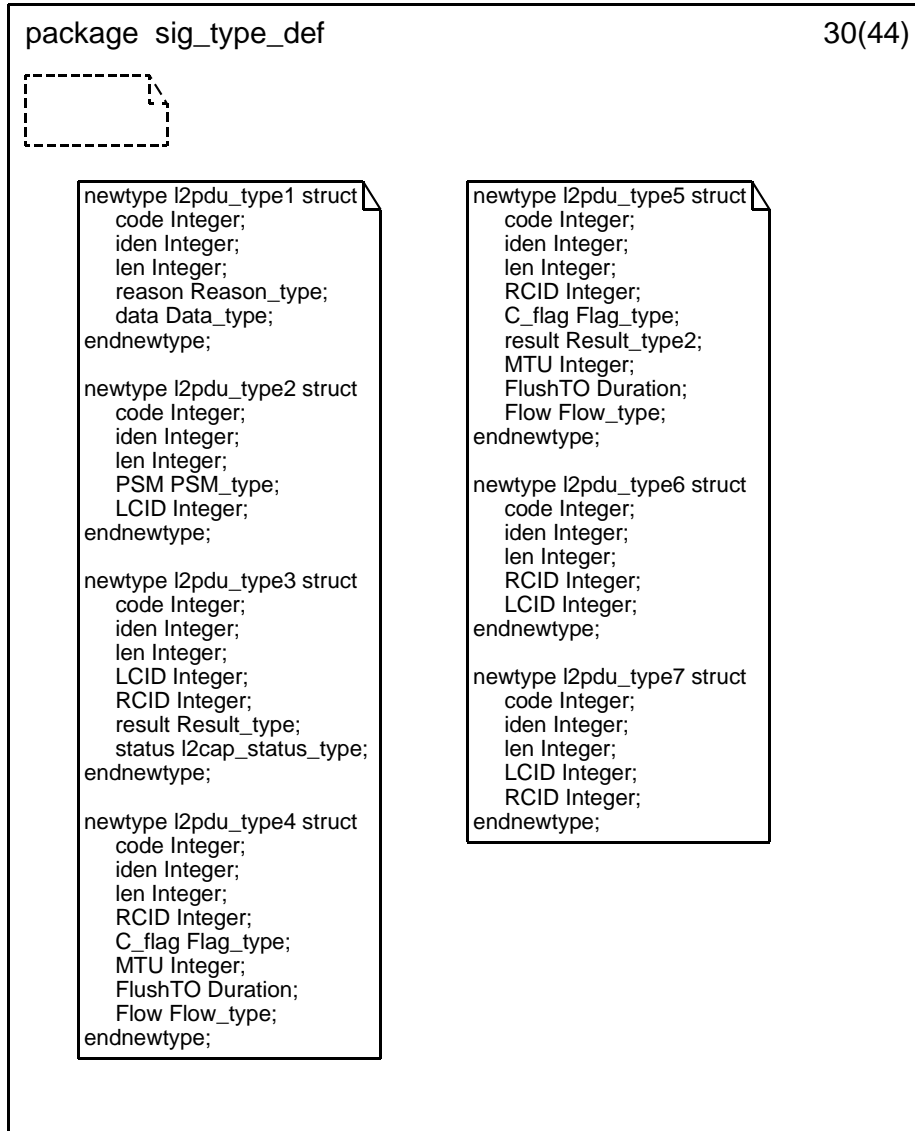 package sig_type_def 30(44)
newtype l2pdu_type1 struct
code Integer;
iden Integer;
len Integer;
reason Reason_type;
data Data_type;
endnewtype;
newtype l2pdu_type2 struct
code Integer;
iden Integer;
len Integer;
PSM PSM_type;
LCID Integer;
endnewtype;
newtype l2pdu_type3 struct
code Integer;
iden Integer;
len Integer;
LCID Integer;
RCID Integer;
result Result_type;
status l2cap_status_type;
endnewtype;
newtype l2pdu_type4 struct
code Integer;
iden Integer;
len Integer;
RCID Integer;
C_flag Flag_type;
MTU Integer;
FlushTO Duration;
Flow Flow_type;
endnewtype;
newtype l2pdu_type5 struct
code Integer;
iden Integer;
len Integer;
RCID Integer;
C_flag Flag_type;
result Result_type2;
MTU Integer;
FlushTO Duration;
Flow Flow_type;
endnewtype;
newtype l2pdu_type6 struct
code Integer;
iden Integer;
len Integer;
RCID Integer;
LCID Integer;
endnewtype;
newtype l2pdu_type7 struct
code Integer;
iden Integer;
len Integer;
LCID Integer;
RCID Integer;
endnewtype;